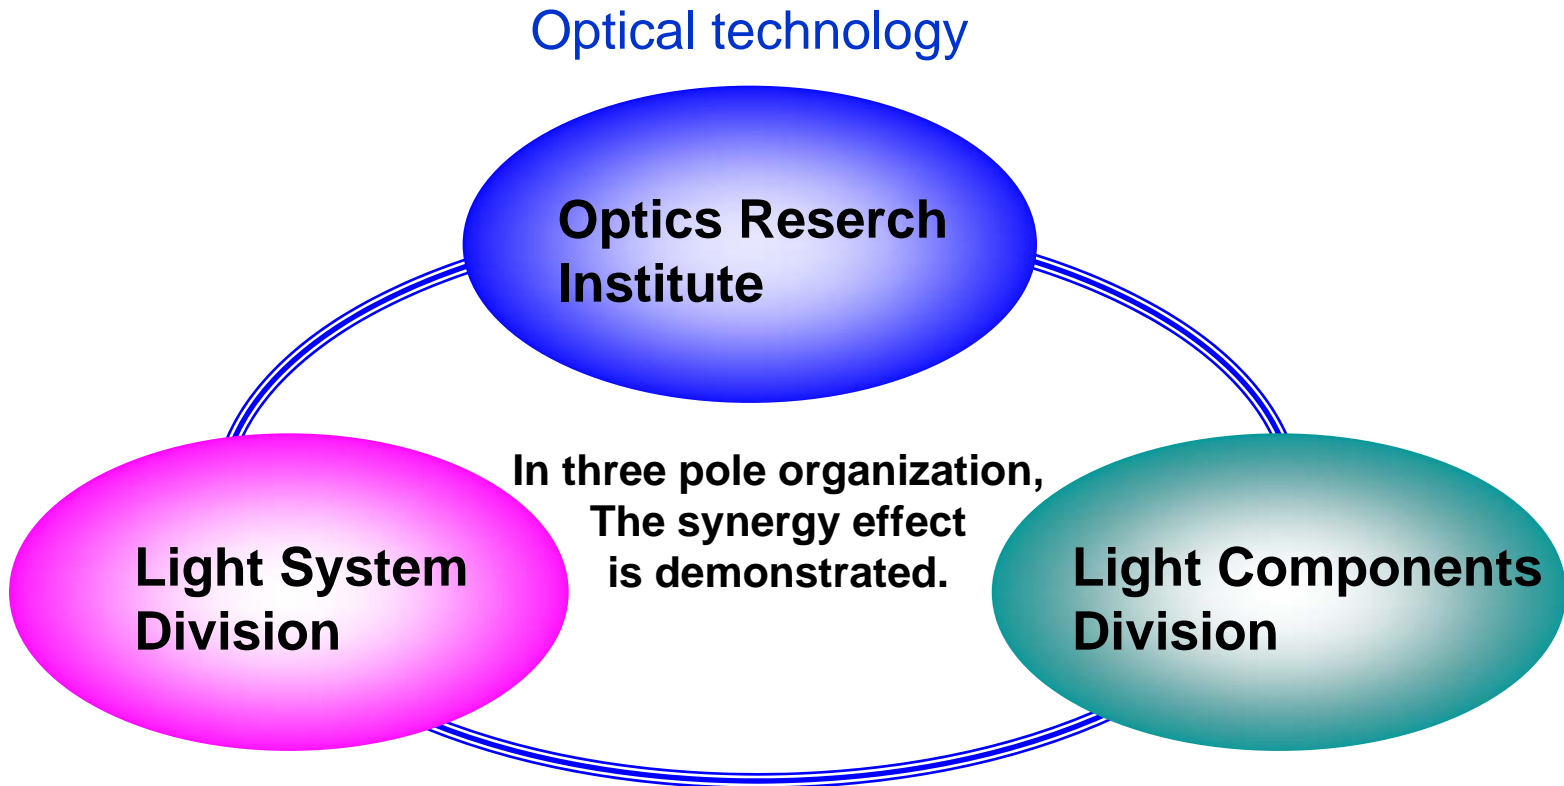 Optical technology
Optics Reserch
Institute
In three pole organization,
The synergy effect
is demonstrated.
Light System
Division
Light Components
Division